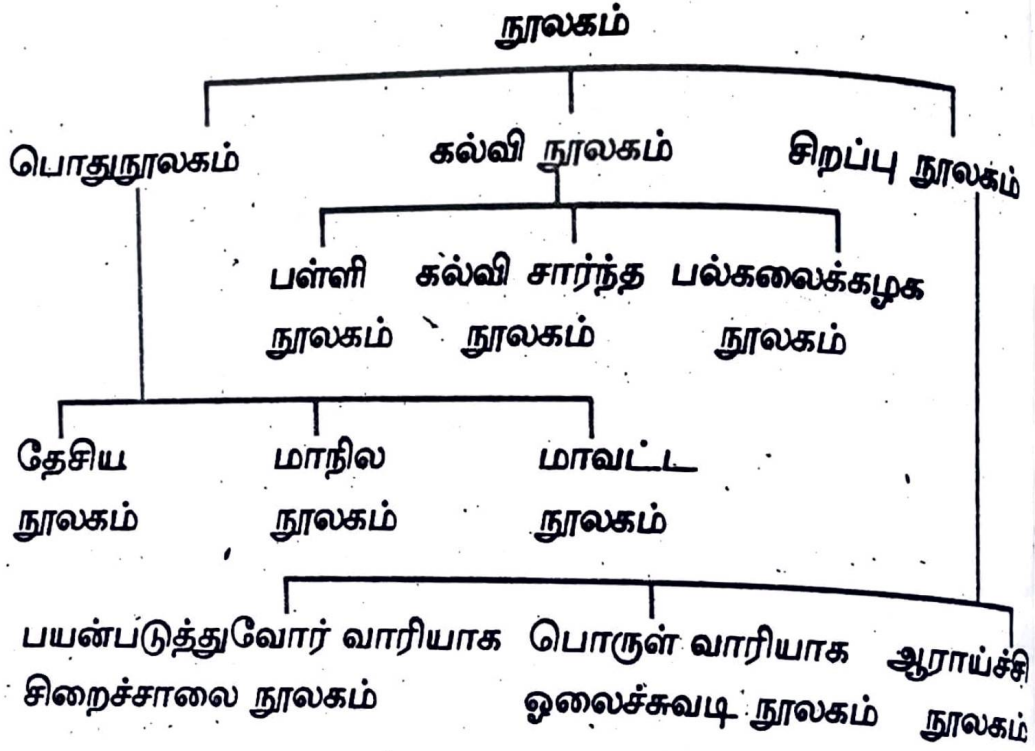 நூலகம்
பொதுநூலகம் கல்வி நூலகம் சிறப்பு நூலகம்
பள்ளி கல்வி சார்ந்த பல்கலைக்கழக
நூலகம் நூலகம் நூலகம்
தேசிய மாநில மாவட்ட
நூலகம் நூலகம் நூலகம்
பயன்படுத்துவோர் வாரியாக பொருள் வாரியாக ஆராய்ச்சி
சிறைச்சாலை நூலகம் ஓலைச்சுவடி நூலகம் நூலகம்